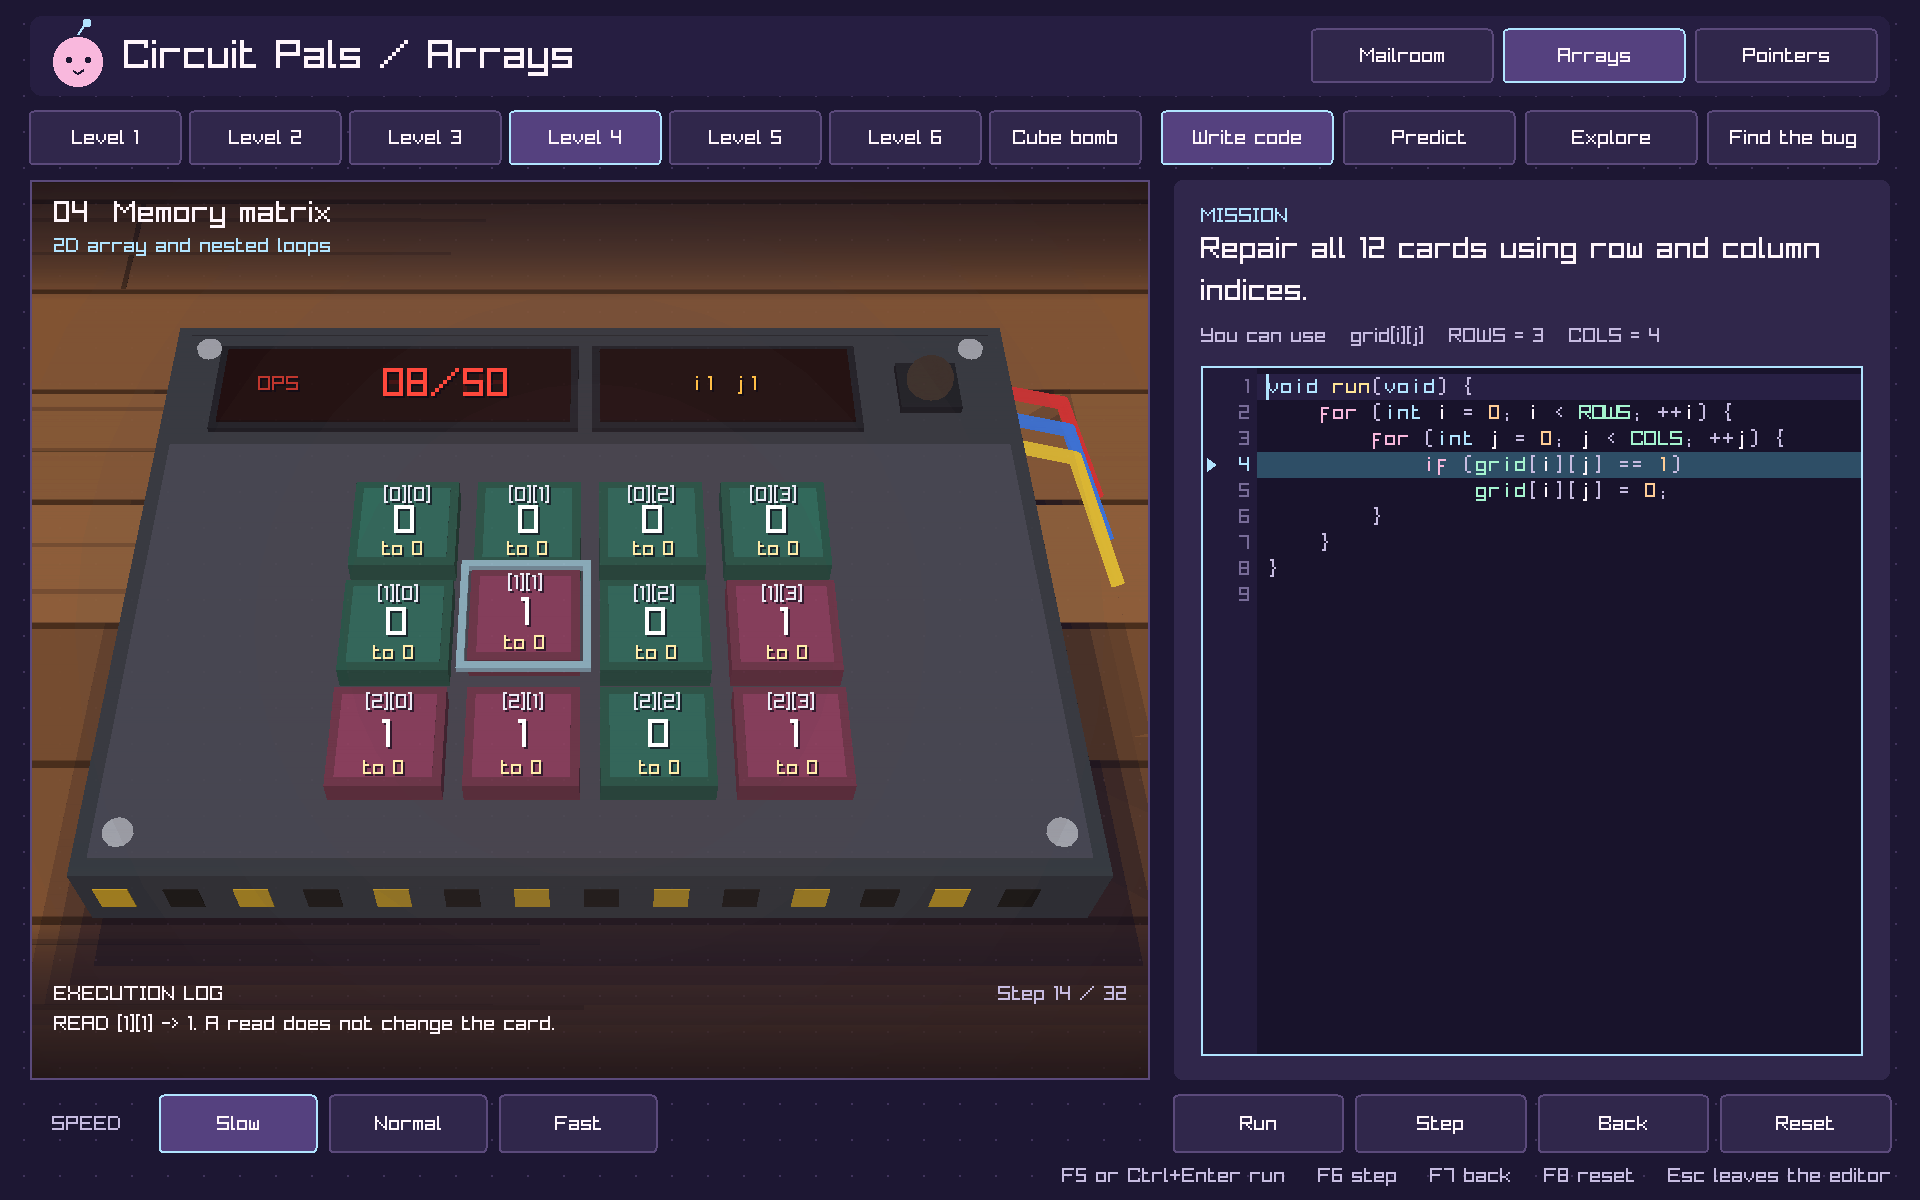 Circuit Pals / Arrays
Mailroom
Arrays
Pointers
Level 1
Level 2
Level 3
Level 4
Level 5
Level 6
Cube bomb
Write code
Predict
Explore
Find the bug
04 Memory matrix
2D array and nested loops
OPS 08/50
i 1 j 1
[0][0] [0][1] [0][2] [0][3]
0 0 0 0
to 0 to 0 to 0 to 0
[1][0] [1][1] [1][2] [1][3]
0 1 0 1
to 0 to 0 to 0 to 0
[2][0] [2][1] [2][2] [2][3]
1 1 0 1
to 0 to 0 to 0 to 0
EXECUTION LOG
Step 14 / 32
READ [1][1] -> 1. A read does not change the card.
MISSION
Repair all 12 cards using row and column
indices.
You can use grid[i][j] ROWS = 3 COLS = 4
1 void run(void) {
2 for (int i = 0; i < ROWS; ++i) {
3 for (int j = 0; j < COLS; ++j) {
4 if (grid[i][j] == 1)
5 grid[i][j] = 0;
6 }
7 }
8 }
9
SPEED
Slow
Normal
Fast
Run
Step
Back
Reset
F5 or Ctrl+Enter run F6 step F7 back F8 reset Esc leaves the editor